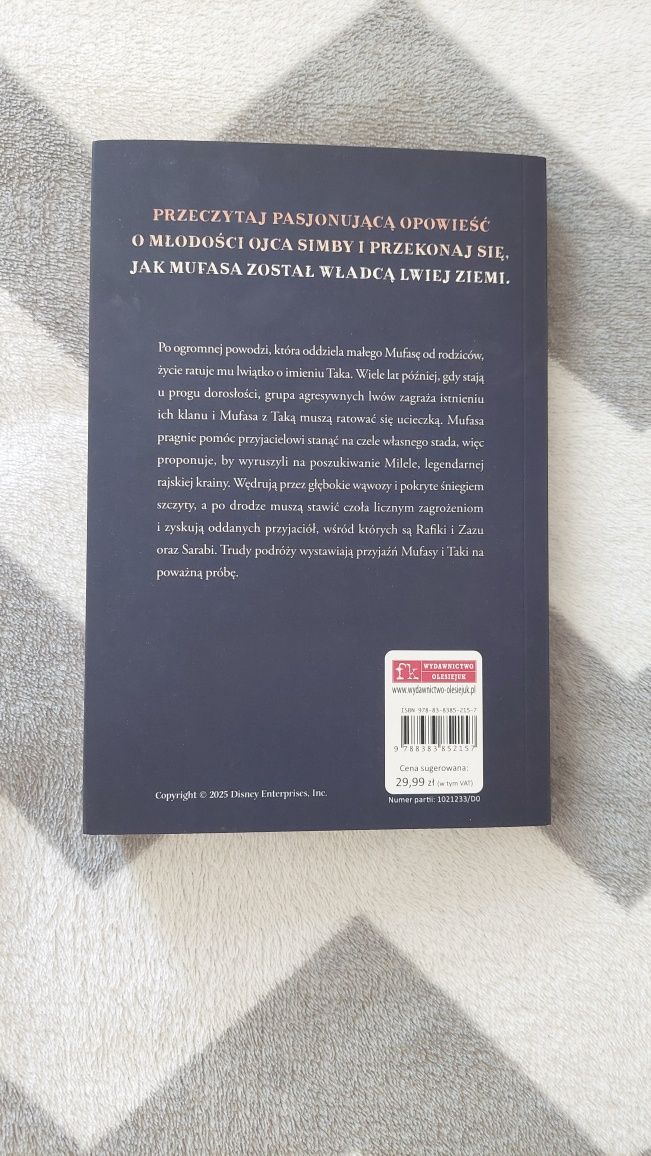 PRZECZYTAJ PASJONUJĄCĄ OPOWIEŚĆ
O MŁODOŚCI OJCA SIMBY I PRZEKONAJ SIĘ,
JAK MUFASA ZOSTAŁ WŁADCĄ LWIEJ ZIEMI.
Po ogromnej powodzi, która oddziela małego Mufasę od rodziców,
życie ratuje mu lwiątko o imieniu Taka. Wiele lat później, gdy stają
u progu dorosłości, grupa agresywnych lwów zagraża istnieniu
ich klanu i Mufasa z Taką muszą ratować się ucieczką. Mufasa
pragnie pomóc przyjacielowi stanąć na czele własnego stada, więc
proponuje, by wyruszyli na poszukiwanie Milele, legendarnej
rajskiej krainy. Wędrują przez głębokie wąwozy i pokryte śniegiem
szczyty, a po drodze muszą stawić czoła licznym zagrożeniom
i zyskują oddanych przyjaciół, wśród których są Rafiki i Zazu
oraz Sarabi. Trudy podróży wystawiają przyjaźń Mufasy i Taki na
poważną próbę.
fk WYDAWNICTWO
OLESIEJUK
www.wydawnictwo-olesiejuk.pl
ISBN 978-83-8385-215-7
9 788383 852157
Cena sugerowana:
29,99 zł (w tym VAT)
Numer partii: 1021233/D0
Copyright © 2025 Disney Enterprises, Inc.